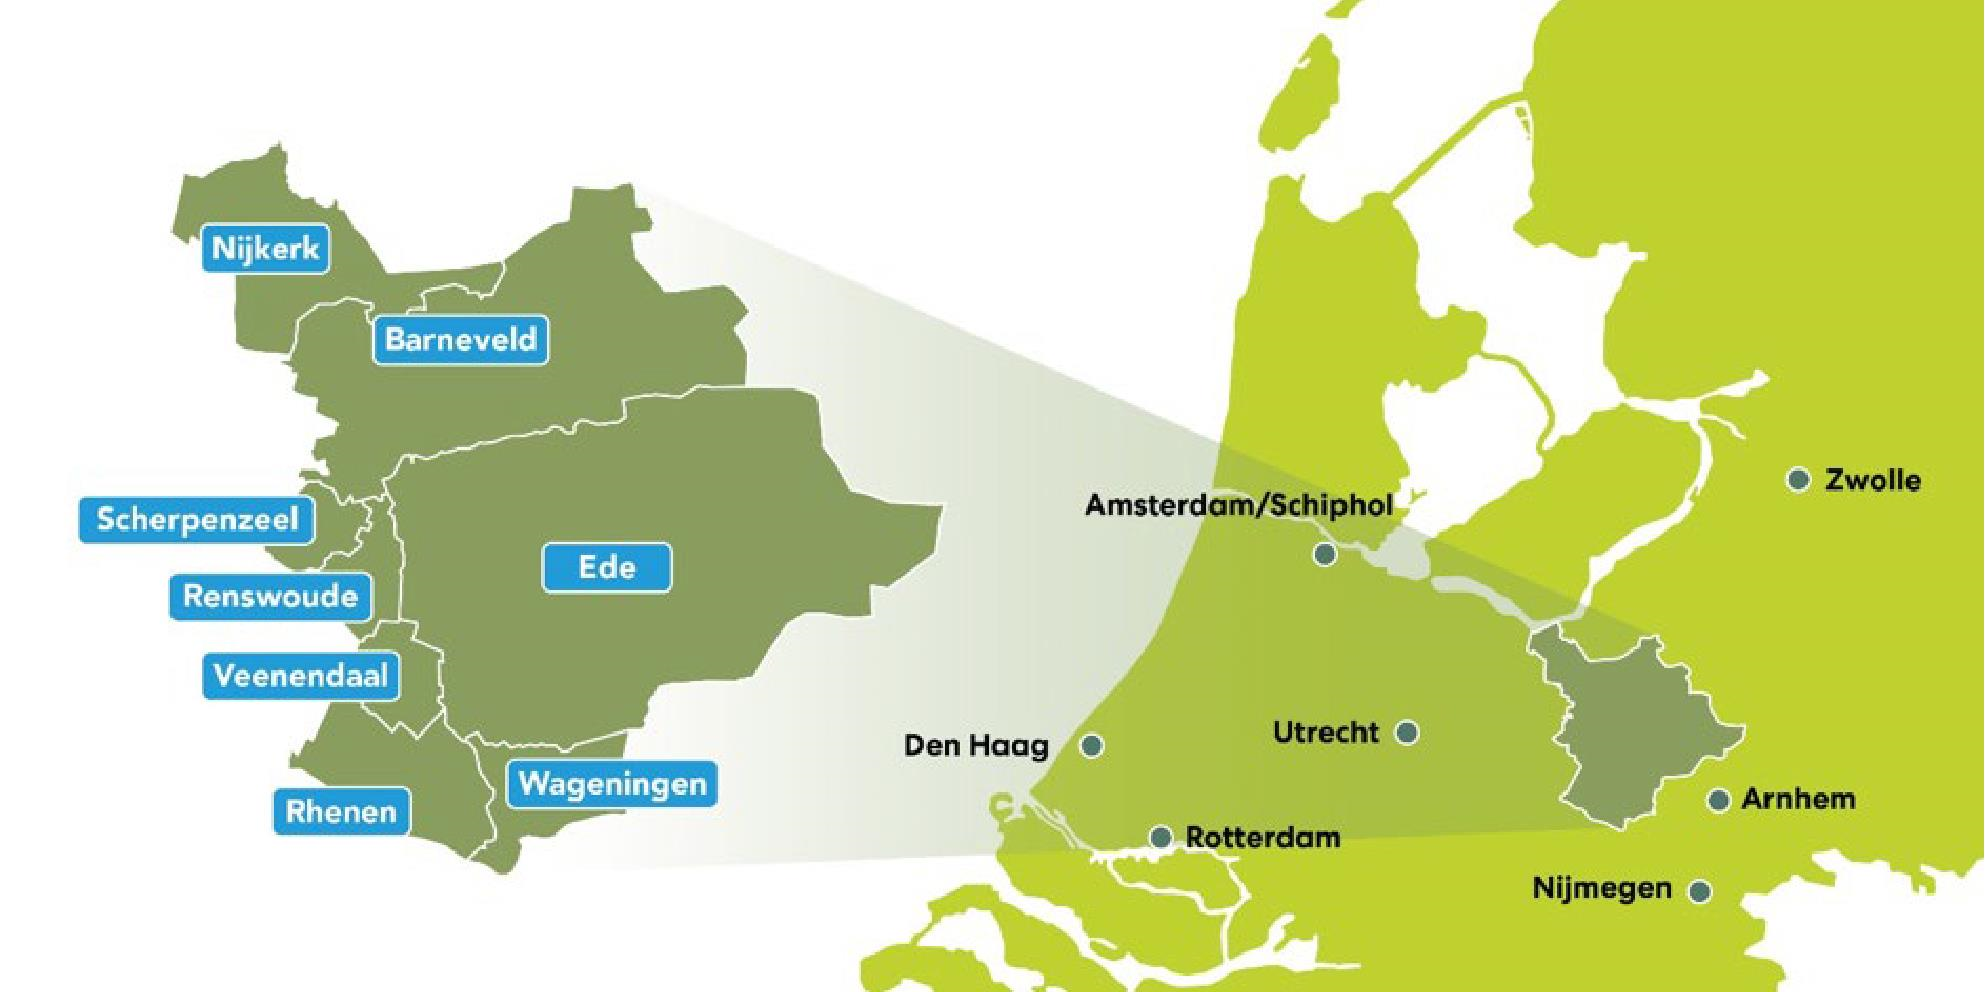 Nijkerk
Barneveld
Scherpenzeel
Ede
Renswoude
Veenendaal
Wageningen
Rhenen
Zwolle
Amsterdam/Schiphol
Utrecht
Den Haag
Arnhem
Rotterdam
Nijmegen